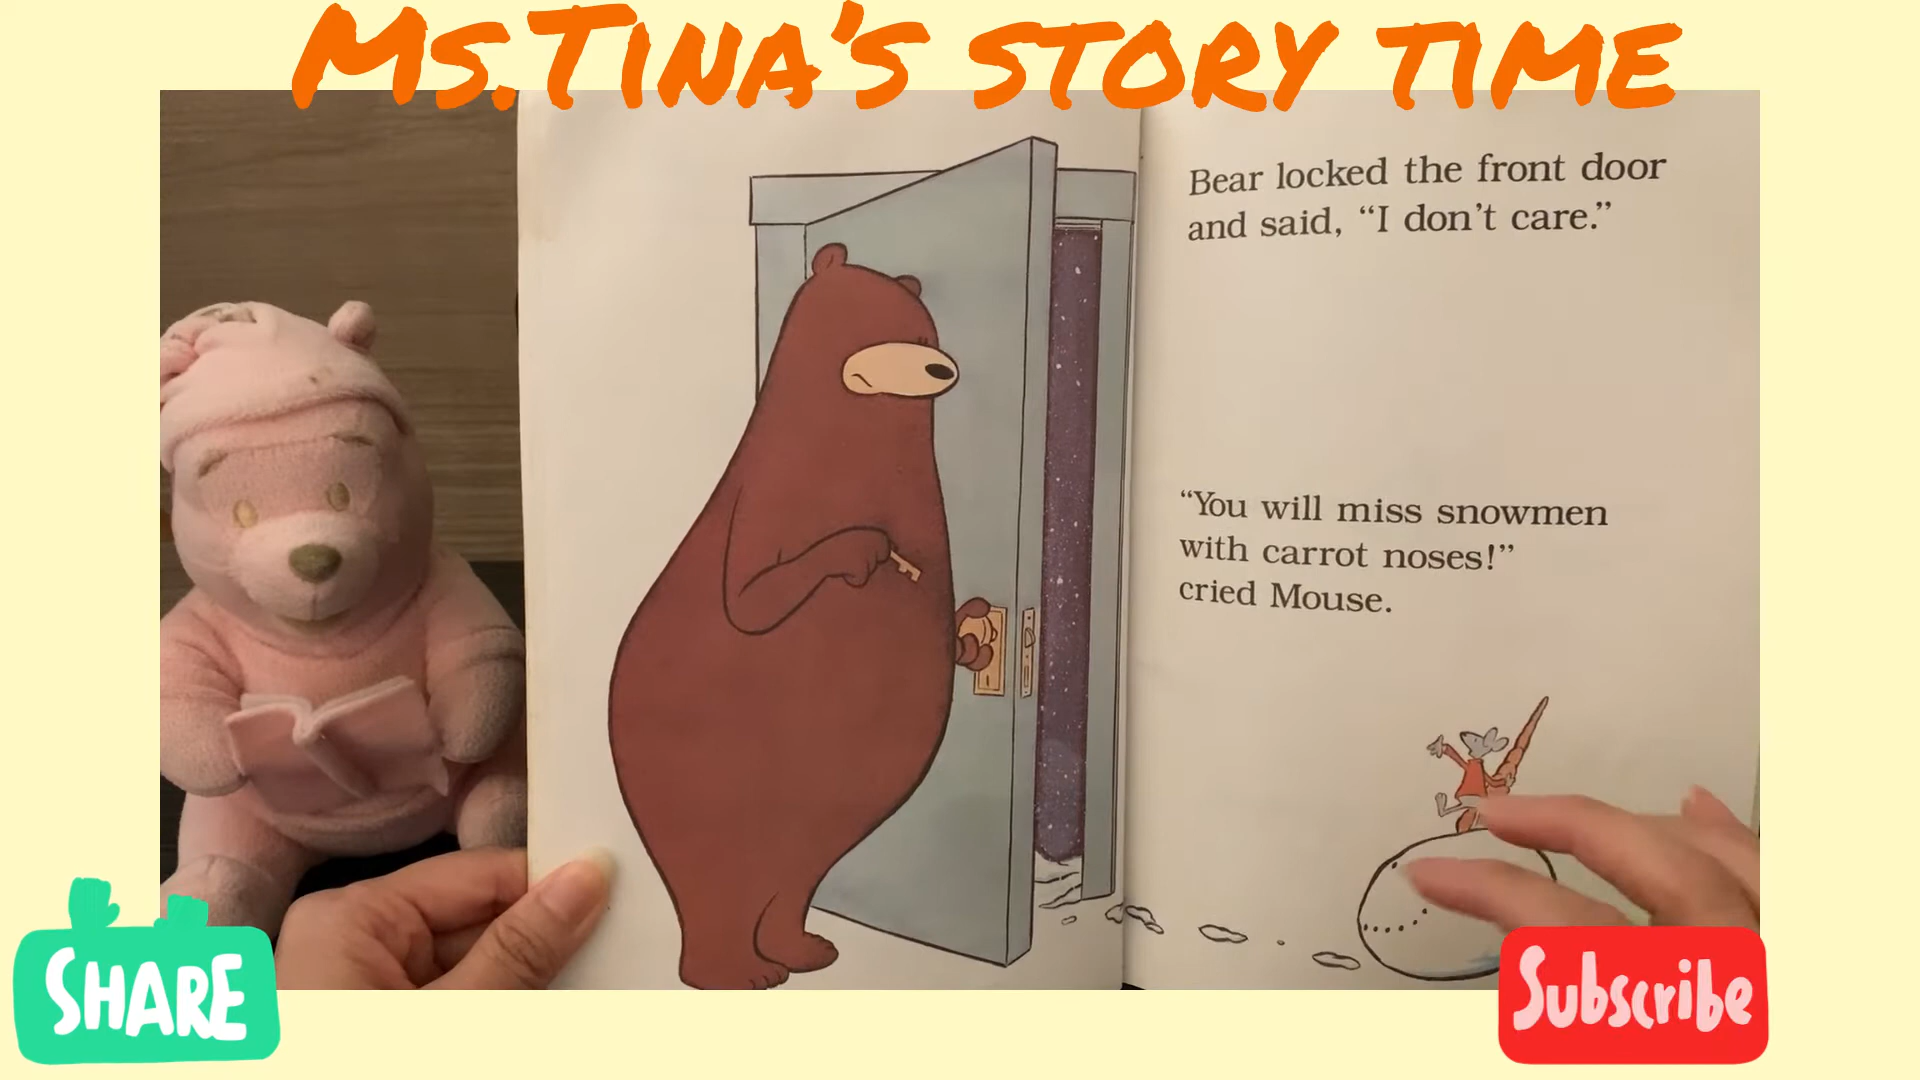 Ms.Tina's story time
Bear locked the front door
and said, “I don't care.”
“You will miss snowmen
with carrot noses!”
cried Mouse.
SHARE
Subscribe